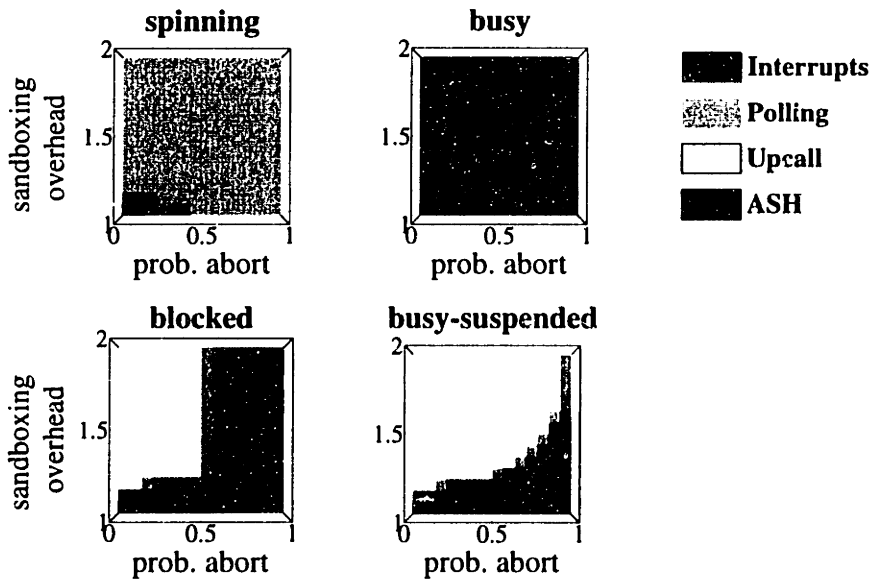 spinning
busy
2
1.5
1
0
0.5
1
sandboxing
overhead
prob. abort
2
1.5
1
0
0.5
1
prob. abort
Interrupts
Polling
Upcall
ASH
blocked
busy-suspended
2
1.5
1
0
0.5
1
sandboxing
overhead
prob. abort
2
1.5
1
0
0.5
1
prob. abort